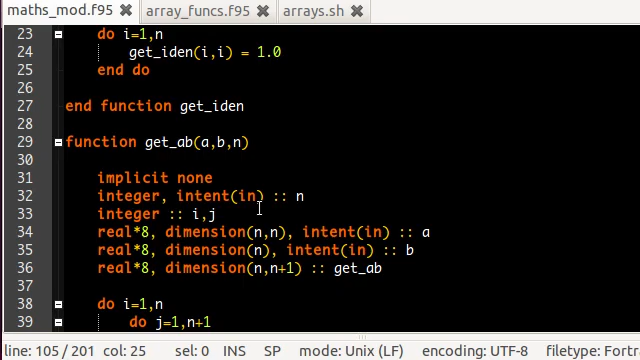 maths_mod.f95 array_funcs.f95 arrays.sh
23 do i=1,n
24 get_iden(i,i) = 1.0
25 end do
26
27 end function get_iden
28
29 function get_ab(a,b,n)
30
31 implicit none
32 integer, intent(in) :: n
33 integer :: i,j
34 real*8, dimension(n,n), intent(in) :: a
35 real*8, dimension(n), intent(in) :: b
36 real*8, dimension(n,n+1) :: get_ab
37
38 do i=1,n
39 do j=1,n+1
line: 105 / 201 col: 25 sel: 0 INS SP mode: Unix (LF) encoding: UTF-8 filetype: Fortr